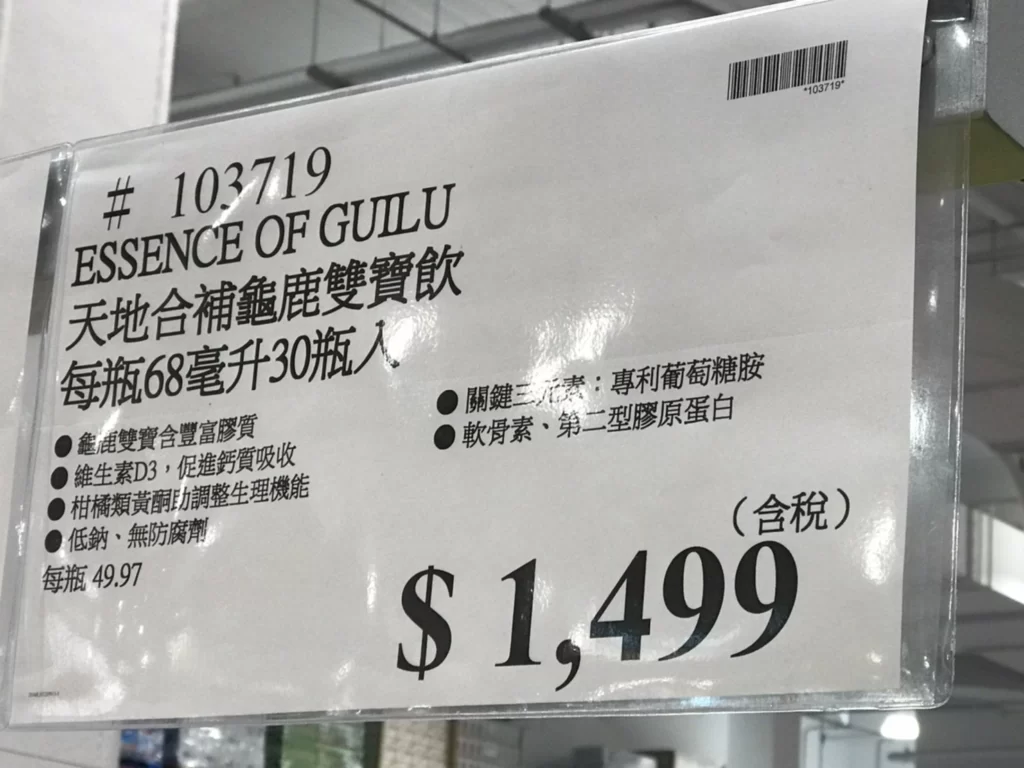 *103719*
# 103719
ESSENCE OF GUILU
天地合補龜鹿雙寶飲
每瓶68毫升30瓶入
●龜鹿雙寶含豐富膠質
●維生素D3，促進鈣質吸收
●柑橘類黃酮助調整生理機能
●低鈉、無防腐劑
每瓶 49.97
●關鍵三元素：專利葡萄糖胺
●軟骨素、第二型膠原蛋白
（含稅）
$ 1,499